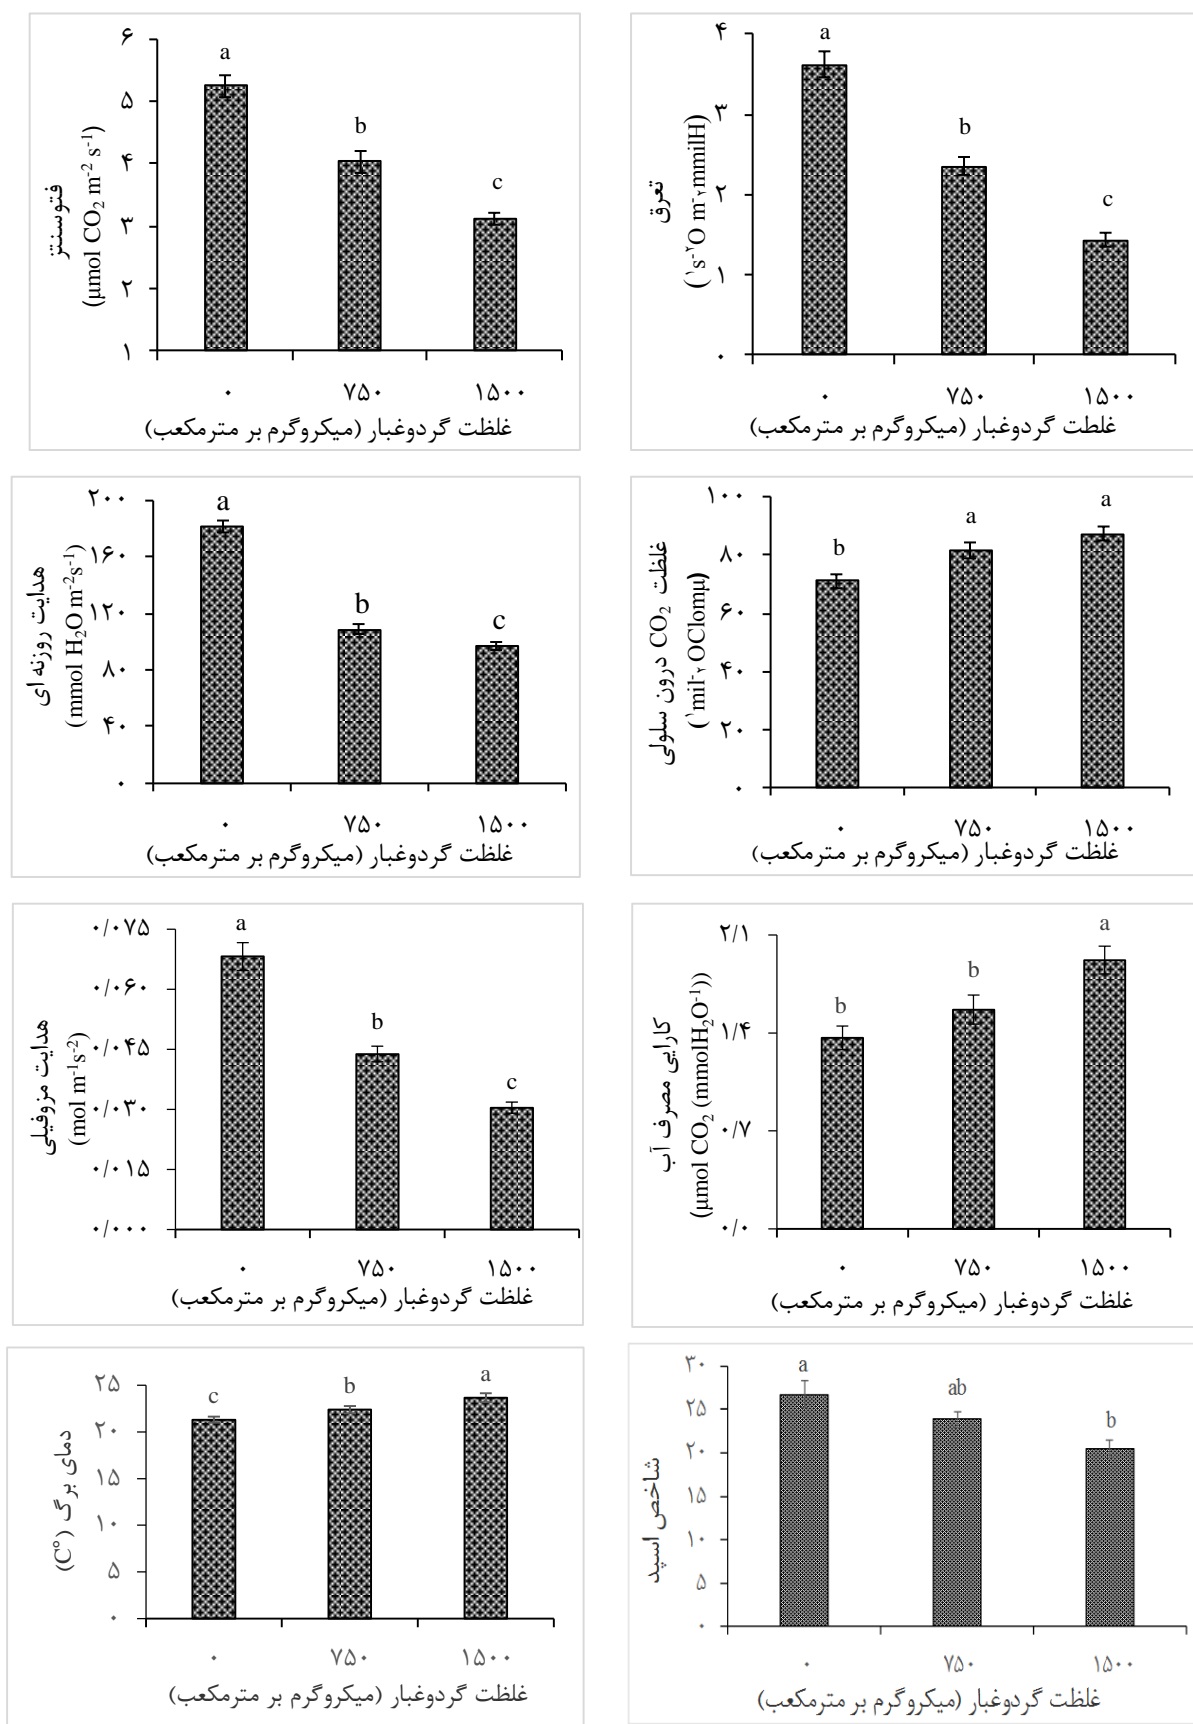 ۶
۵
۴
۳
۲
۱
a
b
c
فتوسنتز
(µmol CO₂ m⁻² s⁻¹)
۰
۷۵۰
۱۵۰۰
غلظت گردوغبار (میکروگرم بر مترمکعب)
۴
۳
۲
۱
۰
a
b
c
تعرق
۰
۷۵۰
۱۵۰۰
غلظت گردوغبار (میکروگرم بر مترمکعب)
۲۰۰
۱۶۰
۱۲۰
۸۰
۴۰
۰
a
b
c
هدایت روزنه ای
(mmol H₂O m⁻²s⁻¹)
۰
۷۵۰
۱۵۰۰
غلظت گردوغبار (میکروگرم بر مترمکعب)
۱۰۰
۸۰
۶۰
۴۰
۲۰
۰
b
a
a
غلظت CO₂ درون سلولی
۰
۷۵۰
۱۵۰۰
غلظت گردوغبار (میکروگرم بر مترمکعب)
۰/۰۷۵
۰/۰۶۰
۰/۰۴۵
۰/۰۳۰
۰/۰۱۵
۰/۰۰۰
a
b
c
هدایت مزوفیلی
(mol m⁻¹s⁻²)
۰
۷۵۰
۱۵۰۰
غلظت گردوغبار (میکروگرم بر مترمکعب)
۲/۱
۱/۴
۰/۷
۰/۰
b
b
a
کارایی مصرف آب
(µmol CO₂ (mmolH₂O⁻¹))
۰
۷۵۰
۱۵۰۰
غلظت گردوغبار (میکروگرم بر مترمکعب)
۲۵
۲۰
۱۵
۱۰
۵
۰
c
b
a
دمای برگ (C°)
۰
۷۵۰
۱۵۰۰
غلظت گردوغبار (میکروگرم بر مترمکعب)
۳۰
۲۵
۲۰
۱۵
۱۰
۵
۰
a
ab
b
شاخص اسپد
۰
۷۵۰
۱۵۰۰
غلظت گردوغبار (میکروگرم بر مترمکعب)